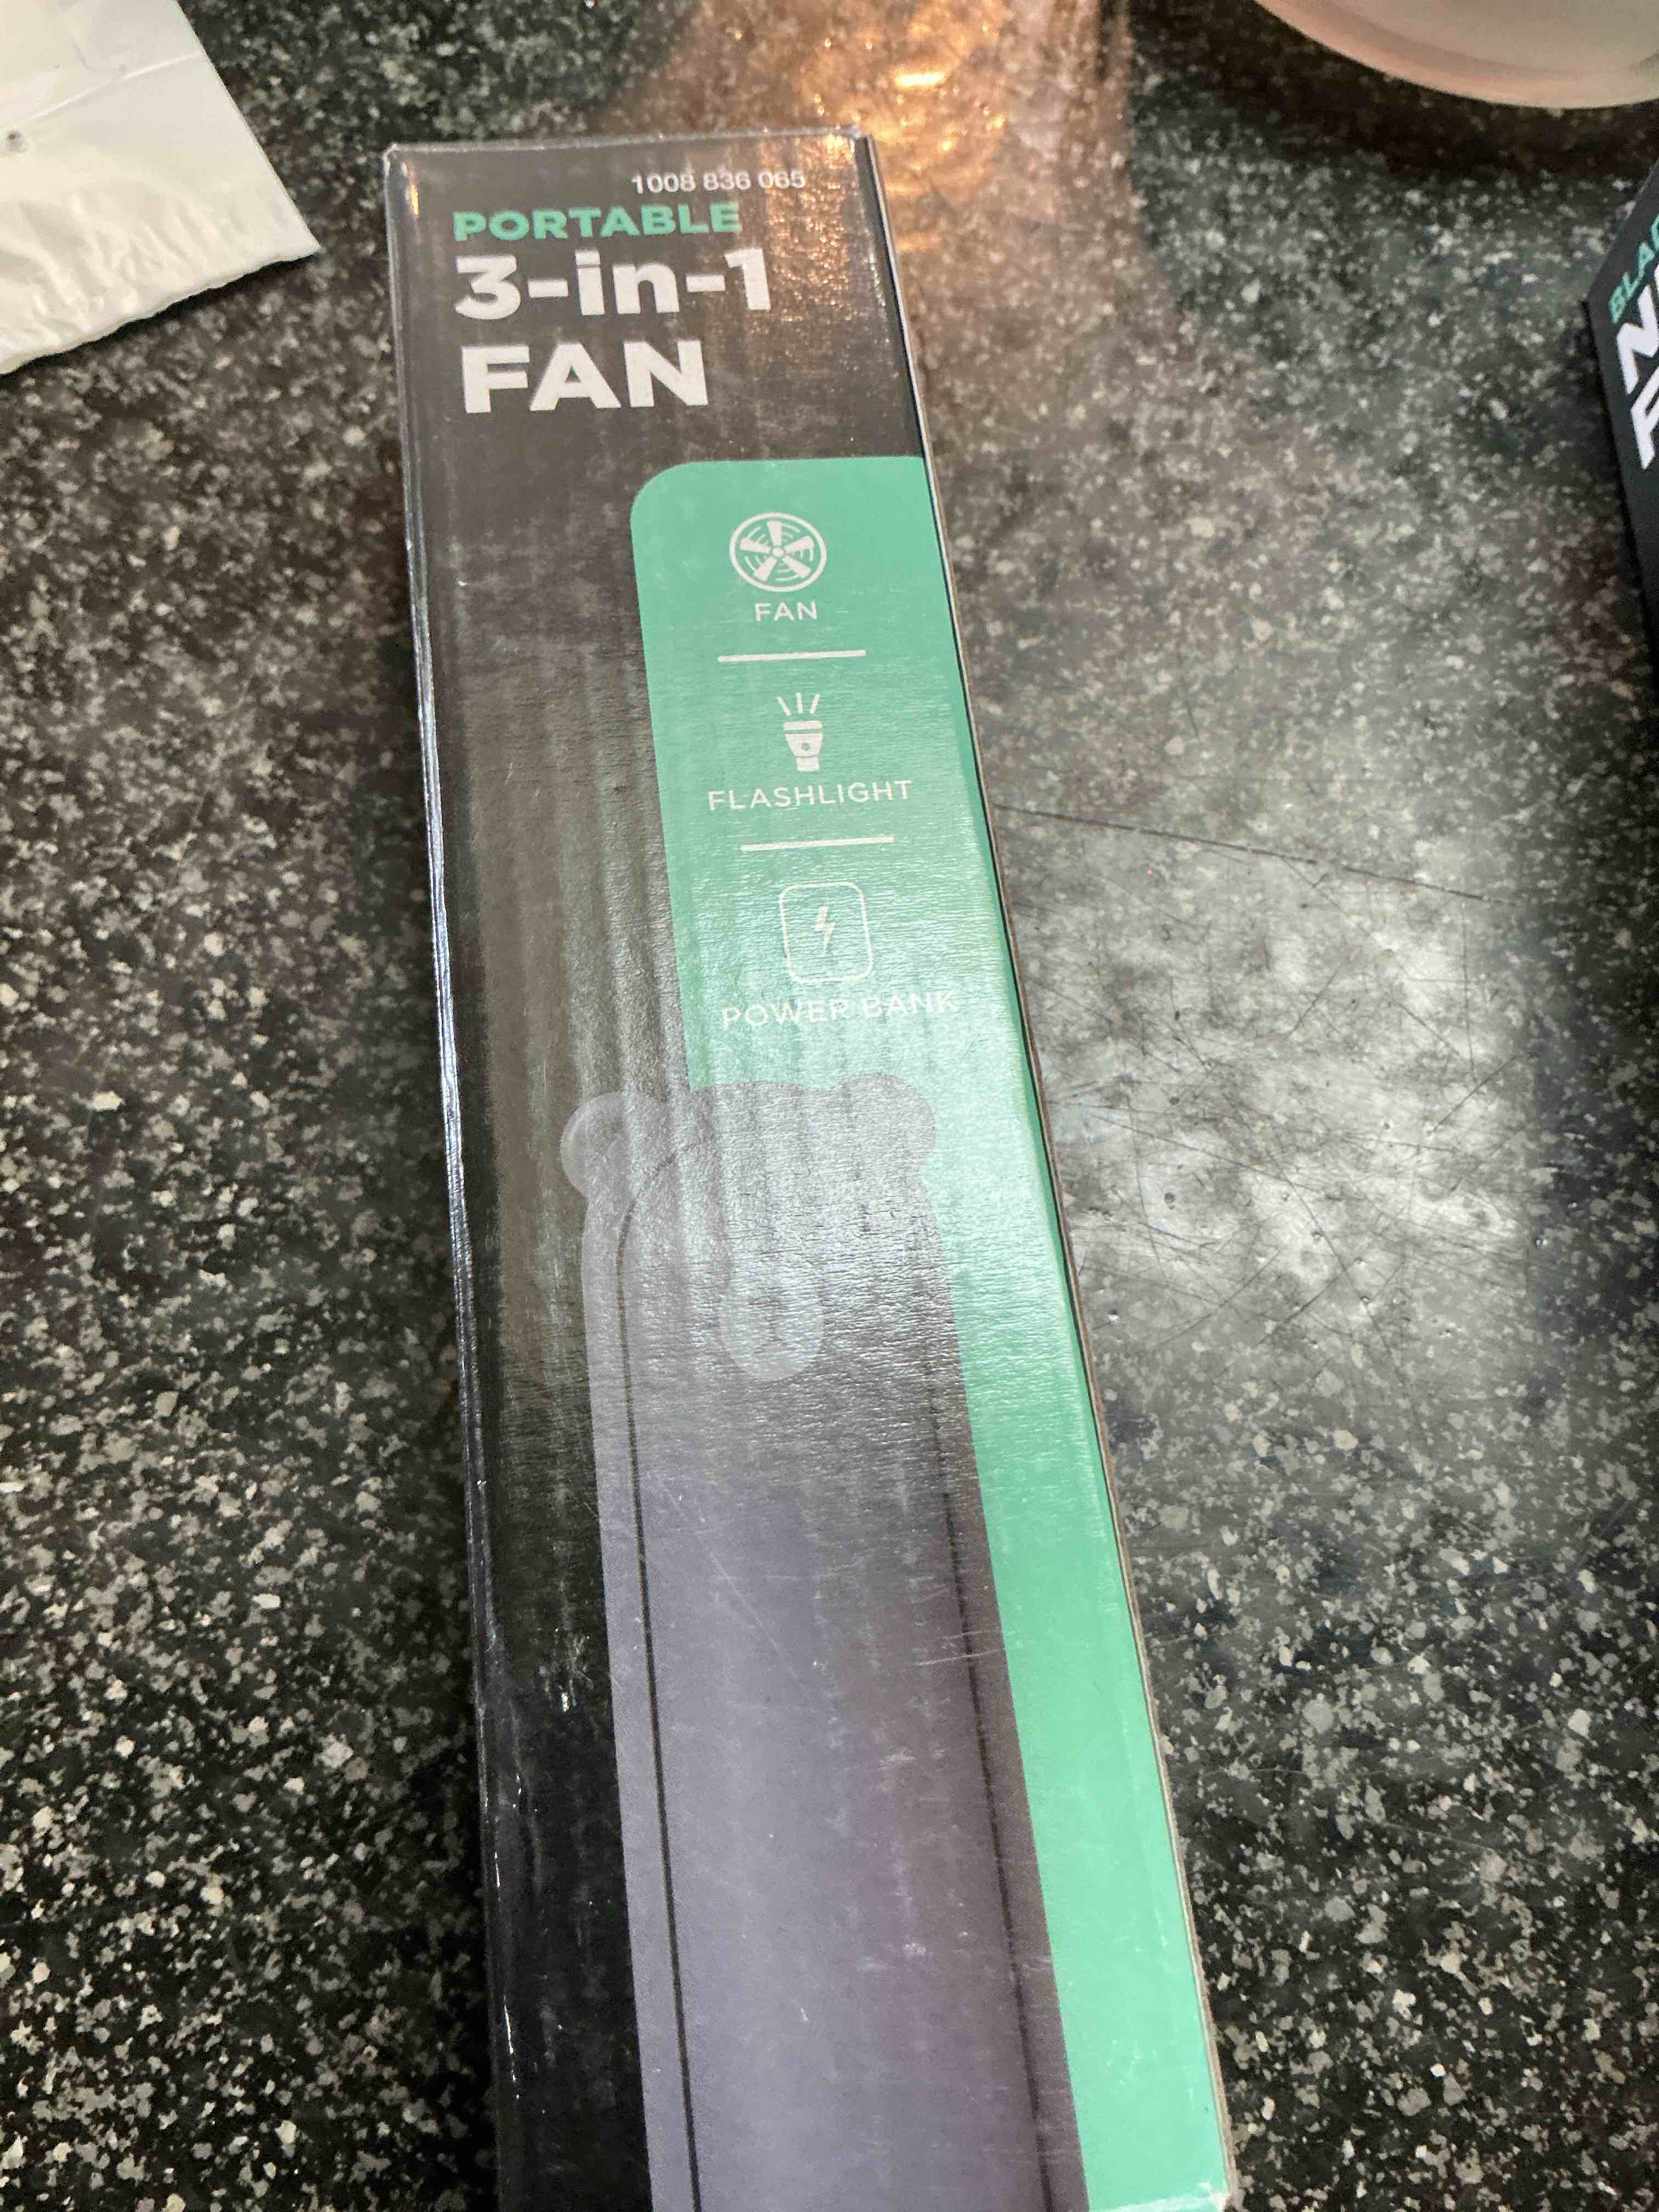 1008 836 065
PORTABLE
3-in-1
FAN
FAN
FLASHLIGHT
POWER BANK